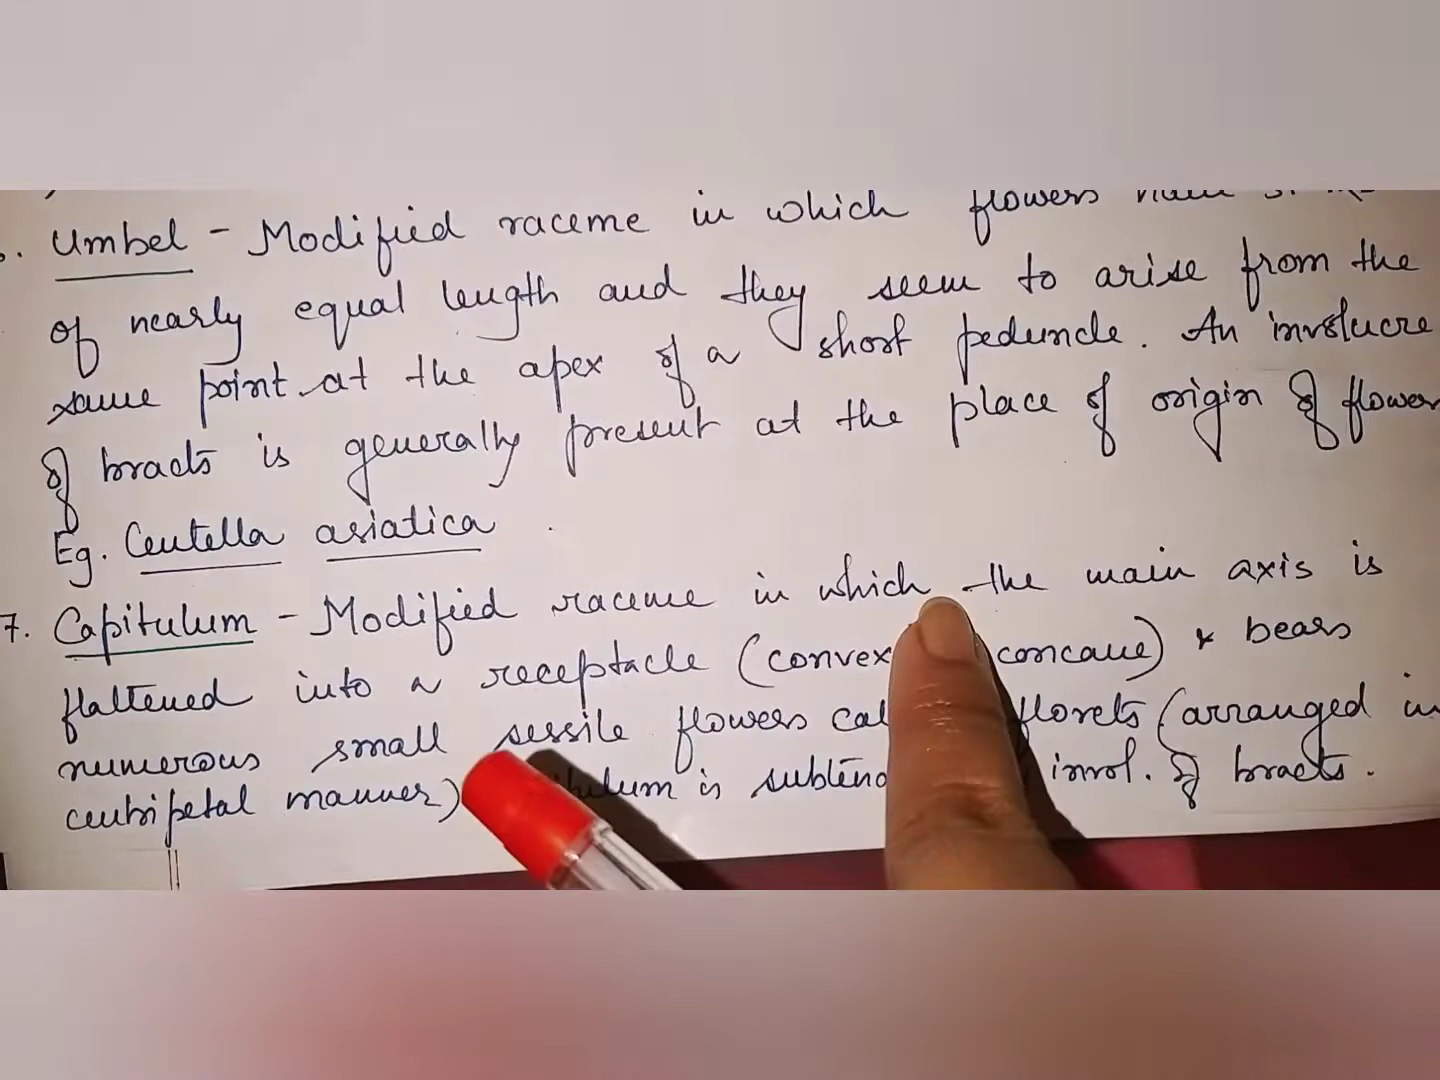 Umbel - Modified raceme in which flowers
of nearly equal length and they seem to arise from the
same point at the apex of a short peduncle. An involucre
of bracts is generally present at the place of origin of flower
Eg. Centella asiatica
7. Capitulum - Modified raceme in which the main axis is
flattened into a receptacle (convex concave) & bears
numerous small sessile flowers florets (arranged in
centripetal manner) is invol. of bracts.